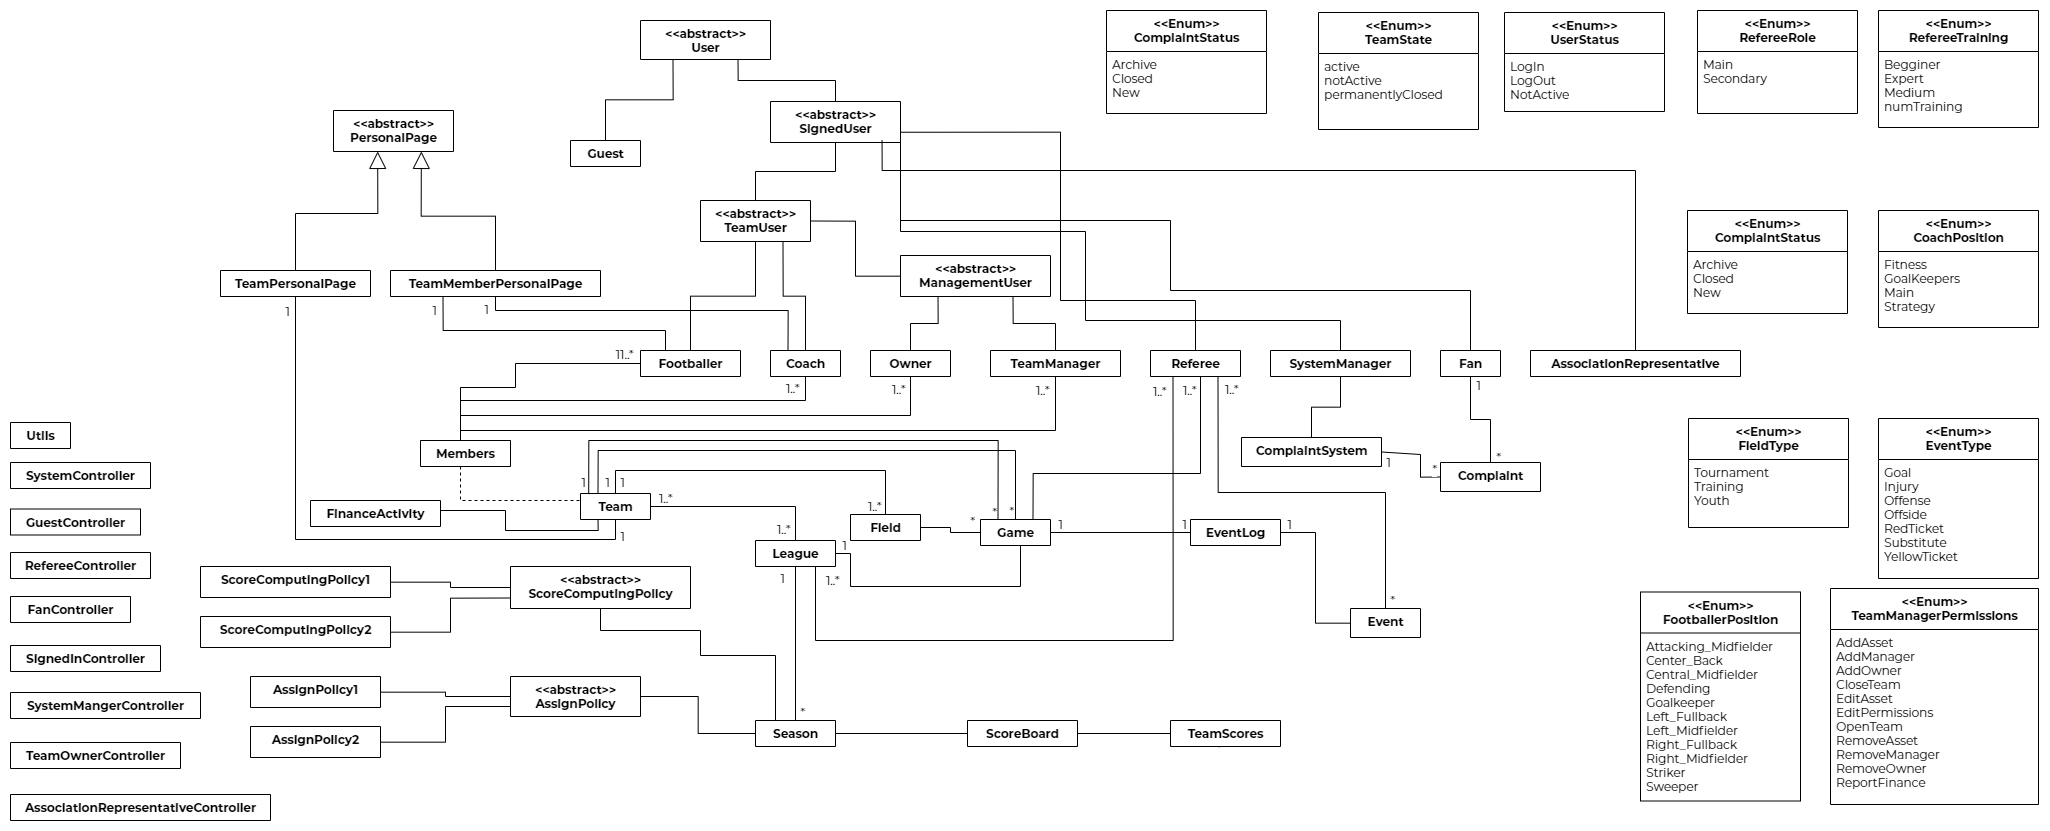 <<abstract>>
User
<<abstract>>
SignedUser
Guest
<<abstract>>
PersonalPage
<<abstract>>
TeamUser
<<abstract>>
ManagementUser
TeamPersonalPage
TeamMemberPersonalPage
1
1
1
Footballer
Coach
Owner
TeamManager
Referee
SystemManager
Fan
AssociationRepresentative
11..*
1..*
1..*
1..*
1..*
1..*
1..*
1
Members
ComplaintSystem
1
*
*
Complaint
1
1
1
Team
1..*
1
FinanceActivity
1..*
Field
*
*
*
Game
1
1
EventLog
1
*
Event
1..*
League
1
1
1..*
<<abstract>>
ScoreComputingPolicy
ScoreComputingPolicy1
ScoreComputingPolicy2
<<abstract>>
AssignPolicy
AssignPolicy1
AssignPolicy2
*
Season
ScoreBoard
TeamScores
Utils
SystemController
GuestController
RefereeController
FanController
SignedInController
SystemMangerController
TeamOwnerController
AssociationRepresentativeController
<<Enum>>
ComplaintStatus
Archive
Closed
New
<<Enum>>
TeamState
active
notActive
permanentlyClosed
<<Enum>>
UserStatus
LogIn
LogOut
NotActive
<<Enum>>
RefereeRole
Main
Secondary
<<Enum>>
RefereeTraining
Begginer
Expert
Medium
numTraining
<<Enum>>
ComplaintStatus
Archive
Closed
New
<<Enum>>
CoachPosition
Fitness
GoalKeepers
Main
Strategy
<<Enum>>
FieldType
Tournament
Training
Youth
<<Enum>>
EventType
Goal
Injury
Offense
Offside
RedTicket
Substitute
YellowTicket
<<Enum>>
FootballerPosition
Attacking_Midfielder
Center_Back
Central_Midfielder
Defending
Goalkeeper
Left_Fullback
Left_Midfielder
Right_Fullback
Right_Midfielder
Striker
Sweeper
<<Enum>>
TeamManagerPermissions
AddAsset
AddManager
AddOwner
CloseTeam
EditAsset
EditPermissions
OpenTeam
RemoveAsset
RemoveManager
RemoveOwner
ReportFinance